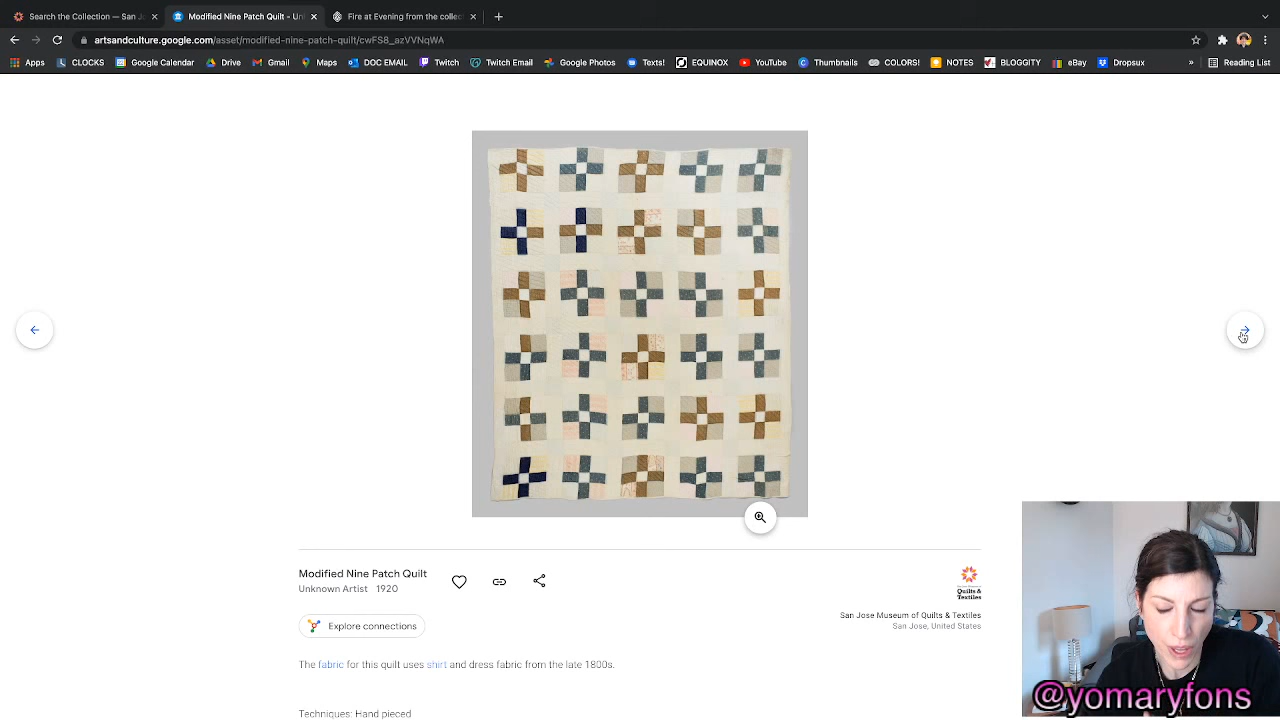 Search the Collection — San Jo
Modified Nine Patch Quilt - Un
Fire at Evening from the collec
artsandculture.google.com/asset/modified-nine-patch-quilt/cwFS8_azVVNqWA
Apps CLOCKS Google Calendar Drive Gmail Maps DOC EMAIL Twitch Twitch Email Google Photos Texts! EQUINOX YouTube Thumbnails COLORS! NOTES BLOGGITY eBay Dropsux » Reading List
Modified Nine Patch Quilt
Unknown Artist 1920
Quilts &
Textiles
San Jose Museum of Quilts & Textiles
San Jose, United States
Explore connections
The fabric for this quilt uses shirt and dress fabric from the late 1800s.
Techniques: Hand pieced
@yomaryfons